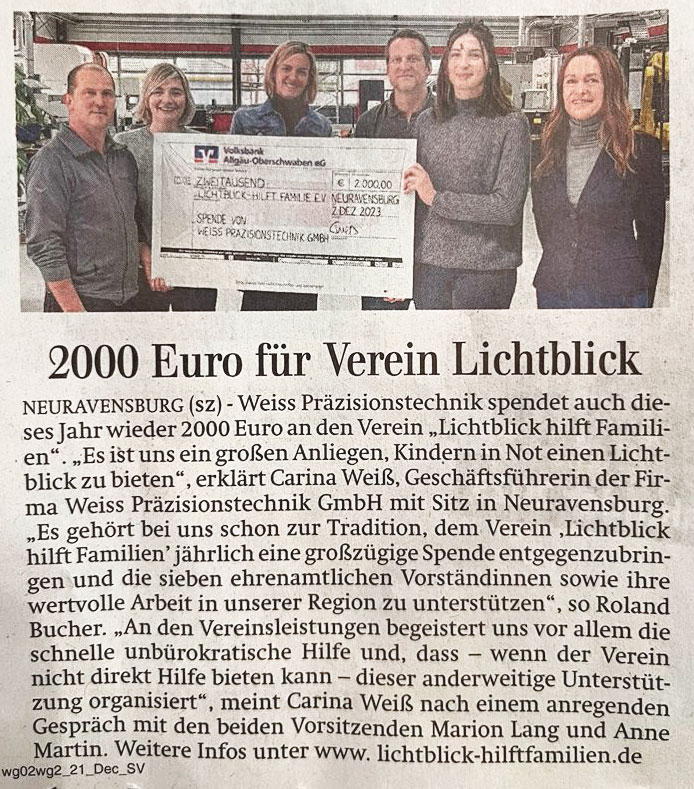 Volksbank
Allgäu-Oberschwaben eG
ZWEITAUSEND
€ 2.000,00
LICHTBLICK-HILFT FAMILIE E.V. NEURAVENSBURG
2 DEZ 2023
SPENDE VON
WEISS PRÄZISIONSTECHNIK GMBH
2000 Euro für Verein Lichtblick
NEURAVENSBURG (sz) - Weiss Präzisionstechnik spendet auch die-
ses Jahr wieder 2000 Euro an den Verein „Lichtblick hilft Famili-
en“. „Es ist uns ein großen Anliegen, Kindern in Not einen Licht-
blick zu bieten“, erklärt Carina Weiß, Geschäftsführerin der Fir-
ma Weiss Präzisionstechnik GmbH mit Sitz in Neuravensburg.
„Es gehört bei uns schon zur Tradition, dem Verein ‚Lichtblick
hilft Familien’ jährlich eine großzügige Spende entgegenzubrin-
gen und die sieben ehrenamtlichen Vorständinnen sowie ihre
wertvolle Arbeit in unserer Region zu unterstützen“, so Roland
Bucher. „An den Vereinsleistungen begeistert uns vor allem die
schnelle unbürokratische Hilfe und, dass – wenn der Verein
nicht direkt Hilfe bieten kann – dieser anderweitige Unterstüt-
zung organisiert“, meint Carina Weiß nach einem anregenden
Gespräch mit den beiden Vorsitzenden Marion Lang und Anne
Martin. Weitere Infos unter www. lichtblick-hilftfamilien.de
wg02wg2_21_Dec_SV